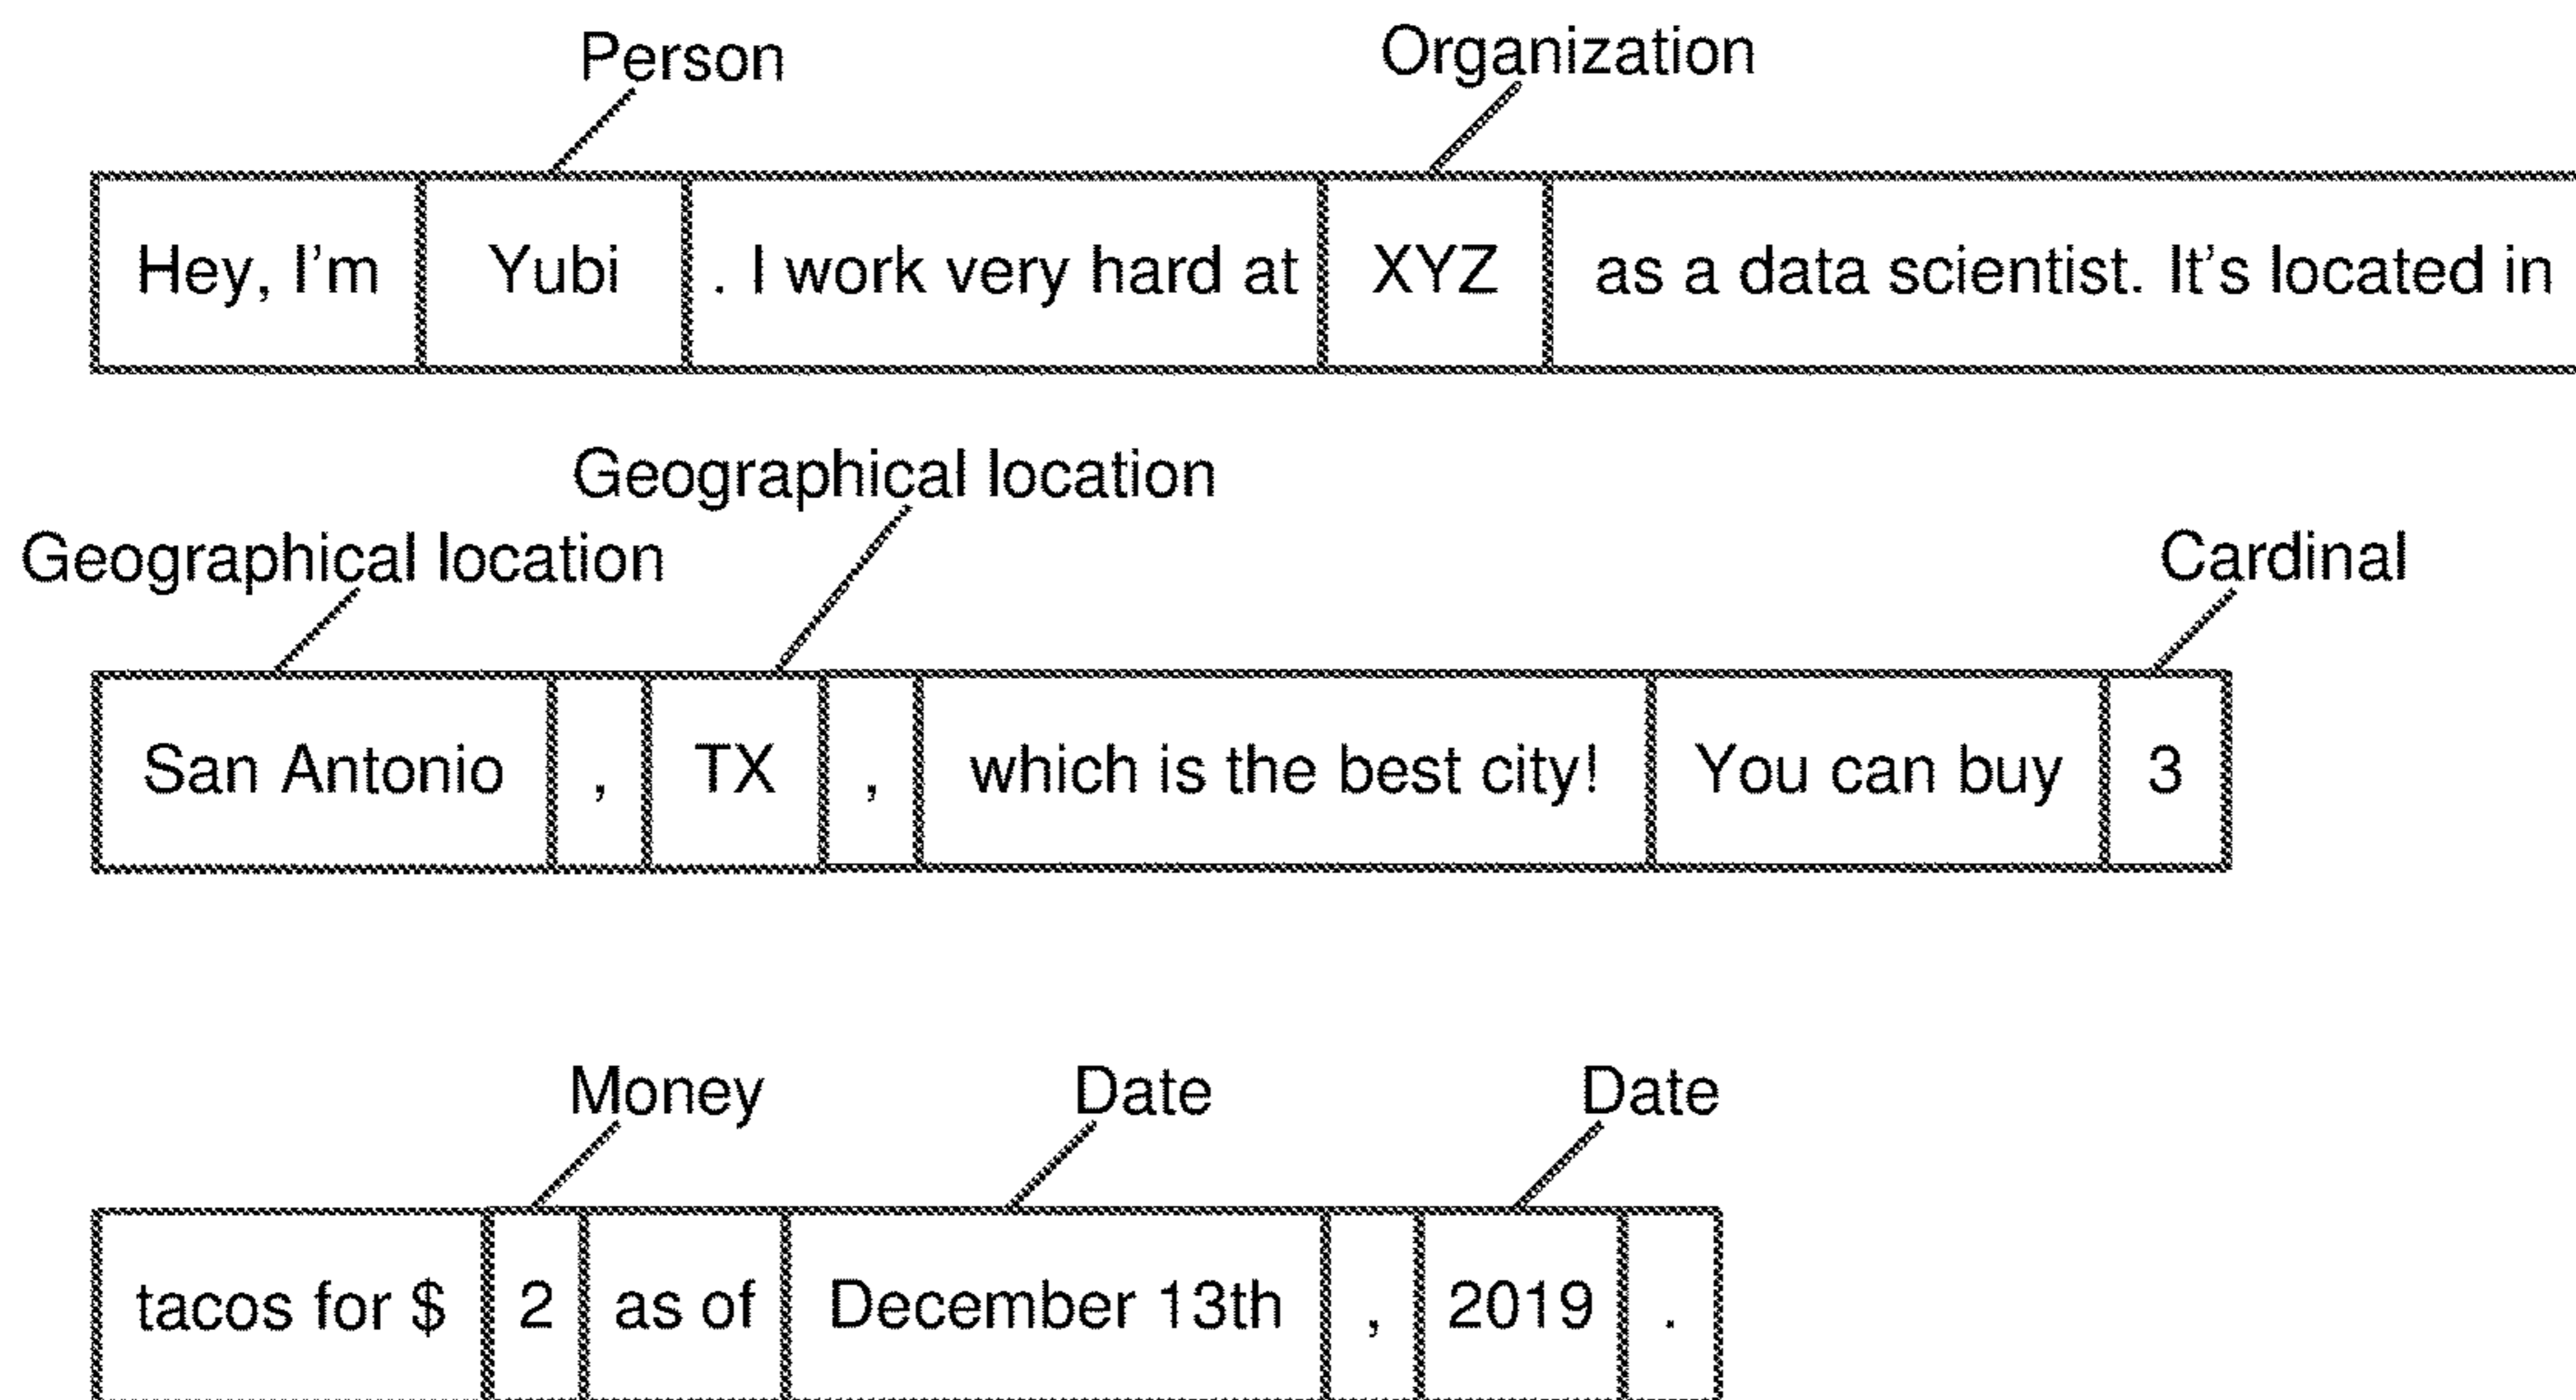 Person Organization
Hey, I'm Yubi . I work very hard at XYZ as a data scientist. It's located in
Geographical location
Geographical location Cardinal
San Antonio , TX , which is the best city! You can buy 3
Money Date Date
tacos for $ 2 as of December 13th , 2019 .